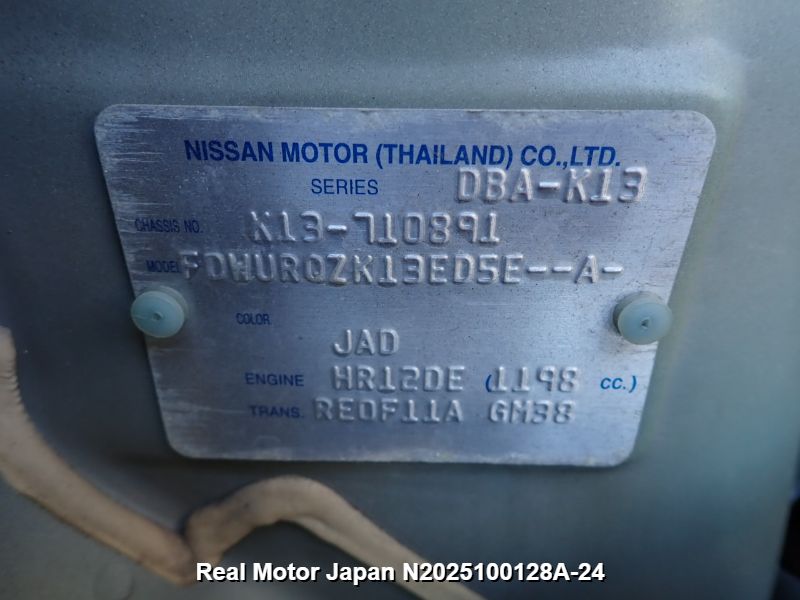 NISSAN MOTOR (THAILAND) CO.,LTD.
SERIES DBA-K13
CHASSIS NO. K13-710891
MODEL FDWURQZK13ED5E--A-
COLOR
JAD
ENGINE HR12DE (1198 cc.)
TRANS. RE0F11A GM38
Real Motor Japan N2025100128A-24